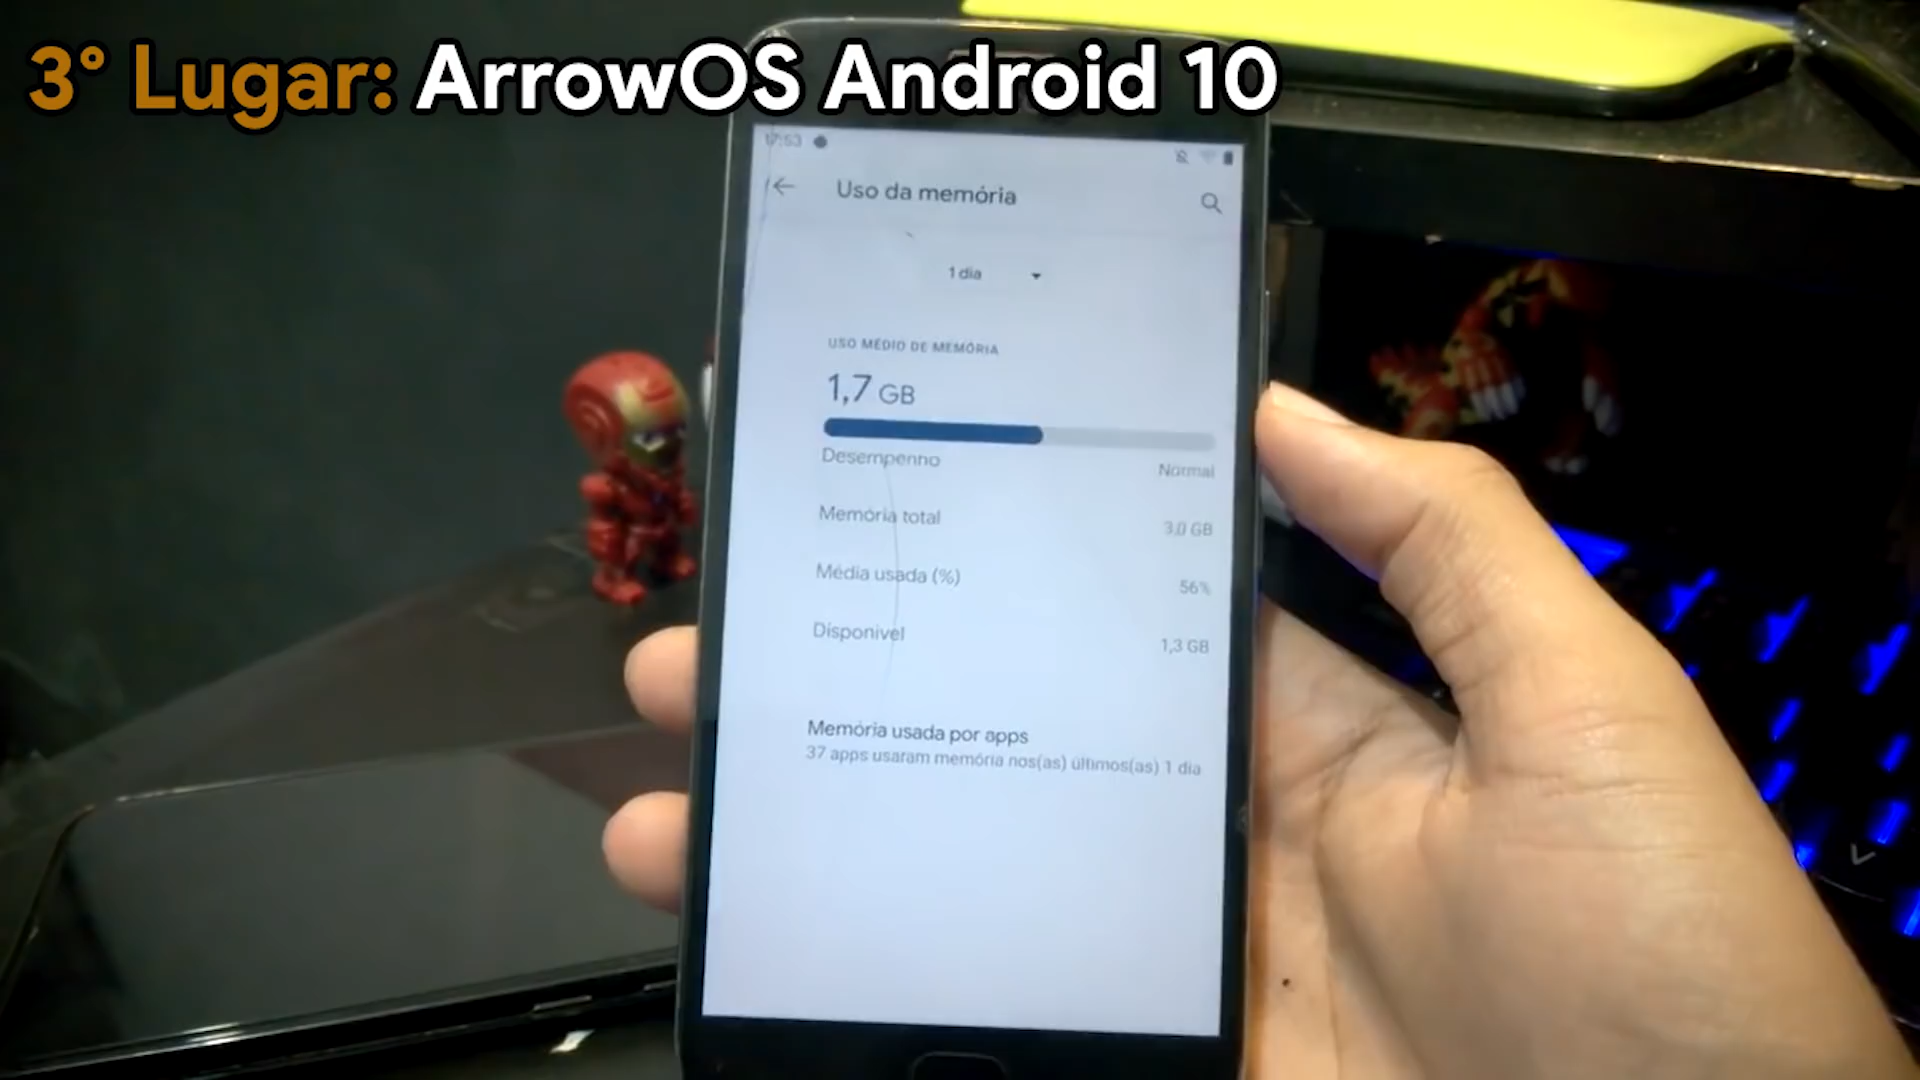 3° Lugar: ArrowOS Android 10
17:53
Uso da memória
1 dia
USO MÉDIO DE MEMÓRIA
1,7 GB
Desempenho Normal
Memória total 3.0 GB
Média usada (%) 56%
Disponível 1,3 GB
Memória usada por apps
37 apps usaram memória nos(as) últimos(as) 1 dia